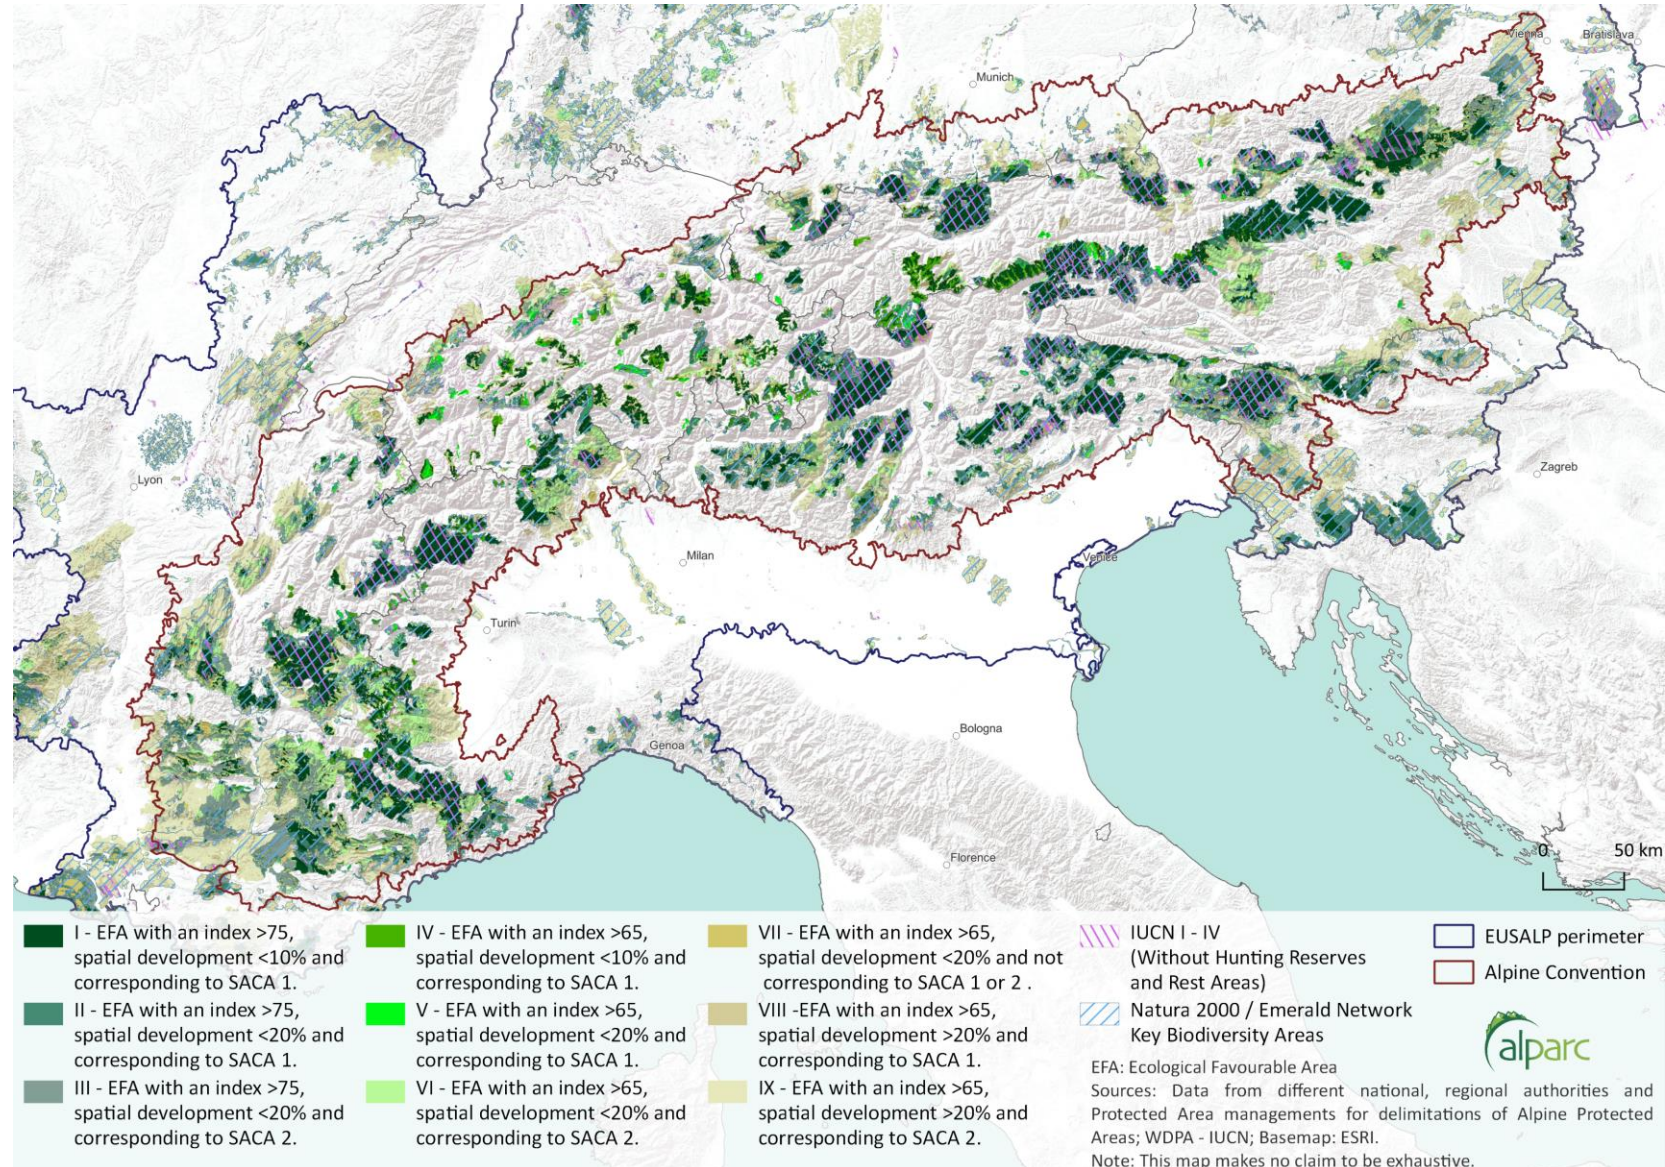 Vienna
Bratislava
Munich
Lyon
Zagreb
Milan
Venice
Turin
Bologna
Genoa
Florence
0 50 km
I - EFA with an index >75,
spatial development <10% and
corresponding to SACA 1.
II - EFA with an index >75,
spatial development <20% and
corresponding to SACA 1.
III - EFA with an index >75,
spatial development <20% and
corresponding to SACA 2.
IV - EFA with an index >65,
spatial development <10% and
corresponding to SACA 1.
V - EFA with an index >65,
spatial development <20% and
corresponding to SACA 1.
VI - EFA with an index >65,
spatial development <20% and
corresponding to SACA 2.
VII - EFA with an index >65,
spatial development <20% and not
corresponding to SACA 1 or 2 .
VIII -EFA with an index >65,
spatial development >20% and
corresponding to SACA 1.
IX - EFA with an index >65,
spatial development >20% and
corresponding to SACA 2.
IUCN I - IV
(Without Hunting Reserves
and Rest Areas)
Natura 2000 / Emerald Network
Key Biodiversity Areas
EUSALP perimeter
Alpine Convention
alparc
EFA: Ecological Favourable Area
Sources: Data from different national, regional authorities and
Protected Area managements for delimitations of Alpine Protected
Areas; WDPA - IUCN; Basemap: ESRI.
Note: This map makes no claim to be exhaustive.